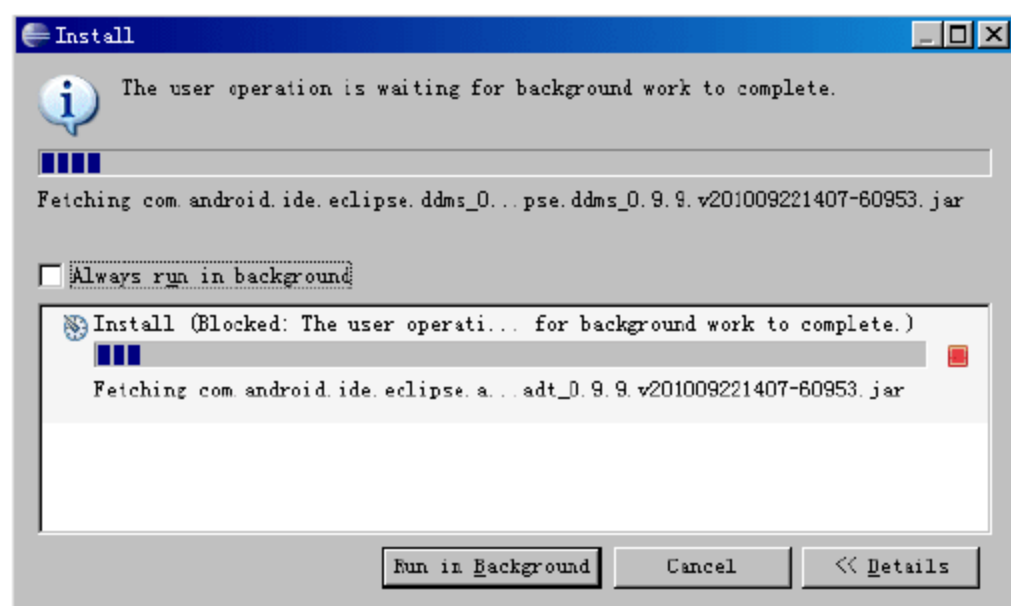 Install
The user operation is waiting for background work to complete.
Fetching com.android.ide.eclipse.ddms_0...pse.ddms_0.9.9.v201009221407-60953.jar
Always run in background
Install (Blocked: The user operati... for background work to complete.)
Fetching com.android.ide.eclipse.a...adt_0.9.9.v201009221407-60953.jar
Run in Background
Cancel
<< Details